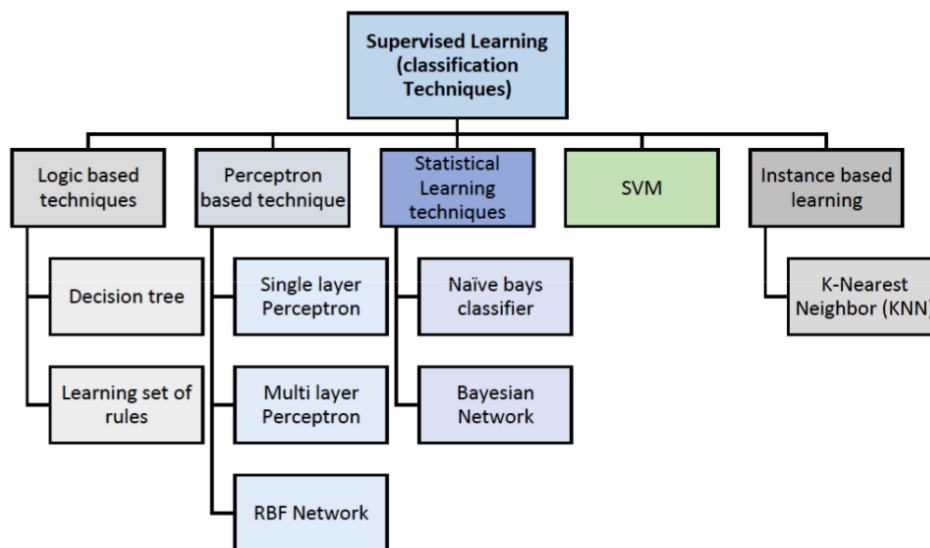 Supervised Learning
(classification
Techniques)
Logic based
techniques
Perceptron
based technique
Statistical
Learning
techniques
SVM
Instance based
learning
Decision tree
Single layer
Perceptron
Naïve bays
classifier
K-Nearest
Neighbor (KNN)
Learning set of
rules
Multi layer
Perceptron
Bayesian
Network
RBF Network